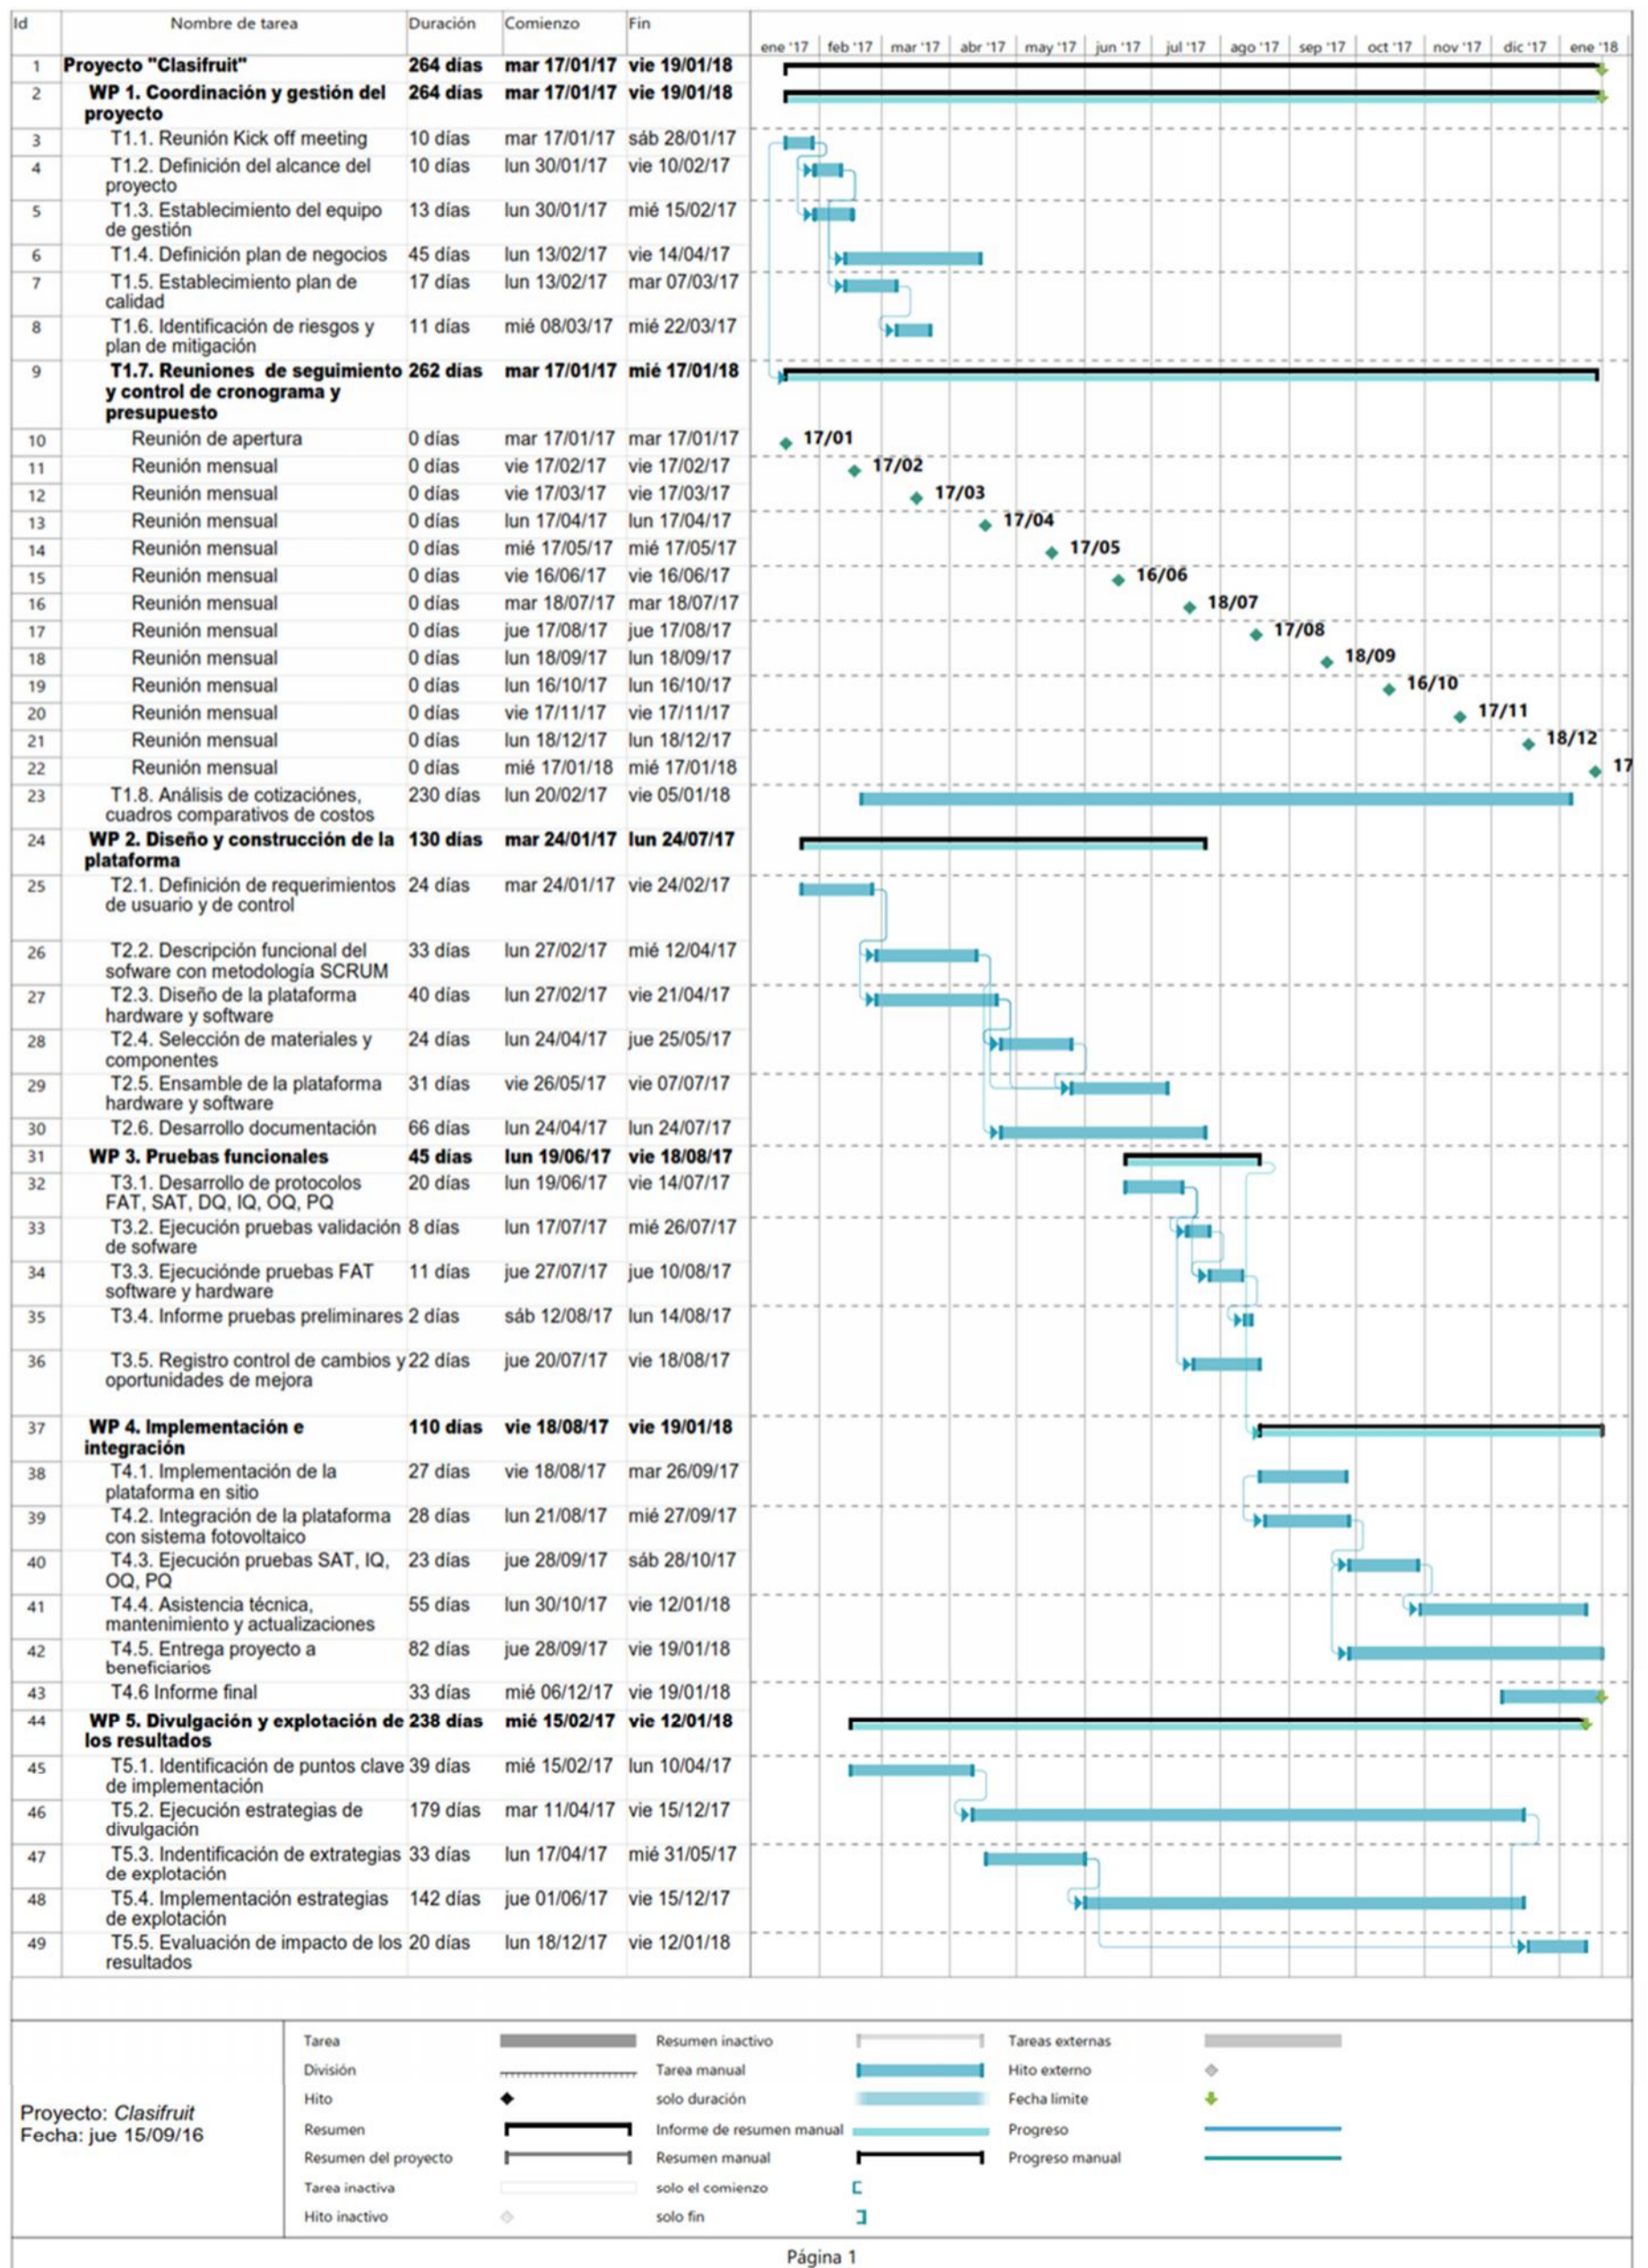 Id Nombre de tarea Duración Comienzo Fin
ene '17 feb '17 mar '17 abr '17 may '17 jun '17 jul '17 ago '17 sep '17 oct '17 nov '17 dic '17 ene '18
1 Proyecto "Clasifruit" 264 días mar 17/01/17 vie 19/01/18
2 WP 1. Coordinación y gestión del 264 días mar 17/01/17 vie 19/01/18
proyecto
3 T1.1. Reunión Kick off meeting 10 días mar 17/01/17 sáb 28/01/17
4 T1.2. Definición del alcance del 10 días lun 30/01/17 vie 10/02/17
proyecto
5 T1.3. Establecimiento del equipo 13 días lun 30/01/17 mié 15/02/17
de gestión
6 T1.4. Definición plan de negocios 45 días lun 13/02/17 vie 14/04/17
7 T1.5. Establecimiento plan de 17 días lun 13/02/17 mar 07/03/17
calidad
8 T1.6. Identificación de riesgos y 11 días mié 08/03/17 mié 22/03/17
plan de mitigación
9 T1.7. Reuniones de seguimiento 262 días mar 17/01/17 mié 17/01/18
y control de cronograma y
presupuesto
10 Reunión de apertura 0 días mar 17/01/17 mar 17/01/17 17/01
11 Reunión mensual 0 días vie 17/02/17 vie 17/02/17 17/02
12 Reunión mensual 0 días vie 17/03/17 vie 17/03/17 17/03
13 Reunión mensual 0 días lun 17/04/17 lun 17/04/17 17/04
14 Reunión mensual 0 días mié 17/05/17 mié 17/05/17 17/05
15 Reunión mensual 0 días vie 16/06/17 vie 16/06/17 16/06
16 Reunión mensual 0 días mar 18/07/17 mar 18/07/17 18/07
17 Reunión mensual 0 días jue 17/08/17 jue 17/08/17 17/08
18 Reunión mensual 0 días lun 18/09/17 lun 18/09/17 18/09
19 Reunión mensual 0 días lun 16/10/17 lun 16/10/17 16/10
20 Reunión mensual 0 días vie 17/11/17 vie 17/11/17 17/11
21 Reunión mensual 0 días lun 18/12/17 lun 18/12/17 18/12
22 Reunión mensual 0 días mié 17/01/18 mié 17/01/18 17
23 T1.8. Análisis de cotizaciónes, 230 días lun 20/02/17 vie 05/01/18
cuadros comparativos de costos
24 WP 2. Diseño y construcción de la 130 días mar 24/01/17 lun 24/07/17
plataforma
25 T2.1. Definición de requerimientos 24 días mar 24/01/17 vie 24/02/17
de usuario y de control
26 T2.2. Descripción funcional del 33 días lun 27/02/17 mié 12/04/17
sofware con metodología SCRUM
27 T2.3. Diseño de la plataforma 40 días lun 27/02/17 vie 21/04/17
hardware y software
28 T2.4. Selección de materiales y 24 días lun 24/04/17 jue 25/05/17
componentes
29 T2.5. Ensamble de la plataforma 31 días vie 26/05/17 vie 07/07/17
hardware y software
30 T2.6. Desarrollo documentación 66 días lun 24/04/17 lun 24/07/17
31 WP 3. Pruebas funcionales 45 días lun 19/06/17 vie 18/08/17
32 T3.1. Desarrollo de protocolos 20 días lun 19/06/17 vie 14/07/17
FAT, SAT, DQ, IQ, OQ, PQ
33 T3.2. Ejecución pruebas validación 8 días lun 17/07/17 mié 26/07/17
de sofware
34 T3.3. Ejecuciónde pruebas FAT 11 días jue 27/07/17 jue 10/08/17
software y hardware
35 T3.4. Informe pruebas preliminares 2 días sáb 12/08/17 lun 14/08/17
36 T3.5. Registro control de cambios y 22 días jue 20/07/17 vie 18/08/17
oportunidades de mejora
37 WP 4. Implementación e 110 días vie 18/08/17 vie 19/01/18
integración
38 T4.1. Implementación de la 27 días vie 18/08/17 mar 26/09/17
plataforma en sitio
39 T4.2. Integración de la plataforma 28 días lun 21/08/17 mié 27/09/17
con sistema fotovoltaico
40 T4.3. Ejecución pruebas SAT, IQ, 23 días jue 28/09/17 sáb 28/10/17
OQ, PQ
41 T4.4. Asistencia técnica, 55 días lun 30/10/17 vie 12/01/18
mantenimiento y actualizaciones
42 T4.5. Entrega proyecto a 82 días jue 28/09/17 vie 19/01/18
beneficiarios
43 T4.6 Informe final 33 días mié 06/12/17 vie 19/01/18
44 WP 5. Divulgación y explotación de 238 días mié 15/02/17 vie 12/01/18
los resultados
45 T5.1. Identificación de puntos clave 39 días mié 15/02/17 lun 10/04/17
de implementación
46 T5.2. Ejecución estrategias de 179 días mar 11/04/17 vie 15/12/17
divulgación
47 T5.3. Indentificación de extrategias 33 días lun 17/04/17 mié 31/05/17
de explotación
48 T5.4. Implementación estrategias 142 días jue 01/06/17 vie 15/12/17
de explotación
49 T5.5. Evaluación de impacto de los 20 días lun 18/12/17 vie 12/01/18
resultados
Proyecto: Clasifruit
Fecha: jue 15/09/16
Tarea Resumen inactivo Tareas externas
División Tarea manual Hito externo
Hito solo duración Fecha límite
Resumen Informe de resumen manual Progreso
Resumen del proyecto Resumen manual Progreso manual
Tarea inactiva solo el comienzo
Hito inactivo solo fin
Página 1